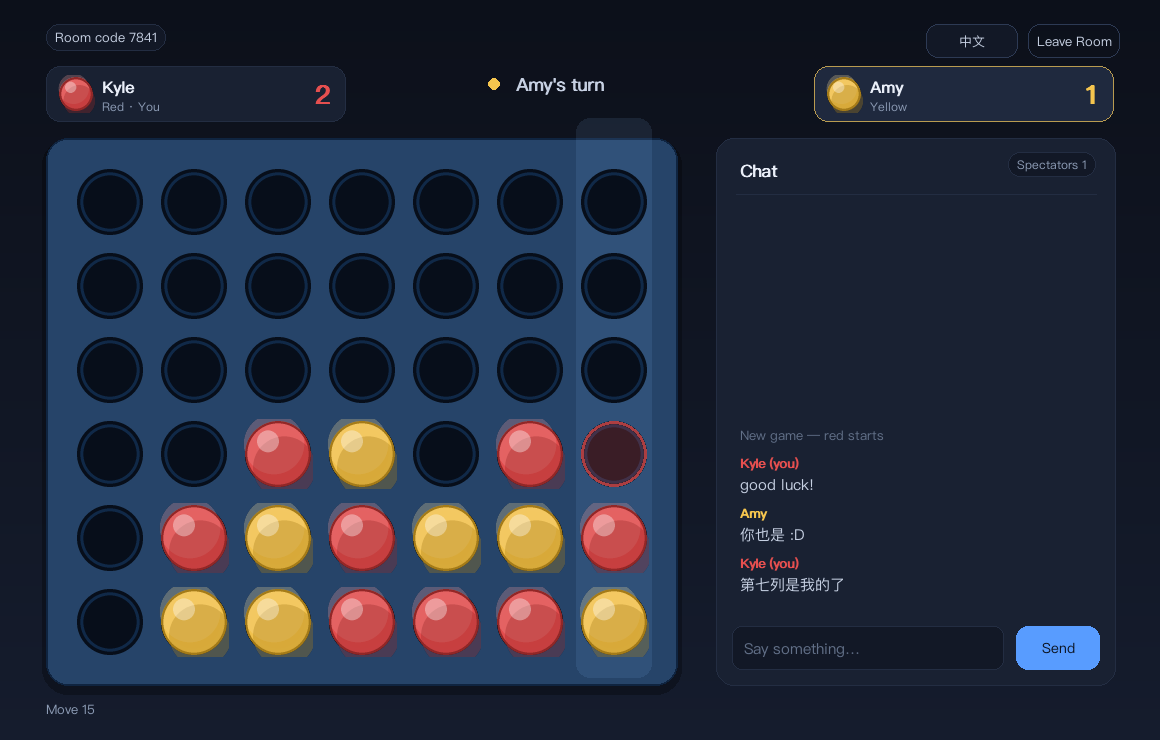 Room code 7841
中文
Leave Room
Kyle
Red · You
2
Amy's turn
Amy
Yellow
1
Chat
Spectators 1
New game — red starts
Kyle (you)
good luck!
Amy
你也是 :D
Kyle (you)
第七列是我的了
Say something...
Send
Move 15